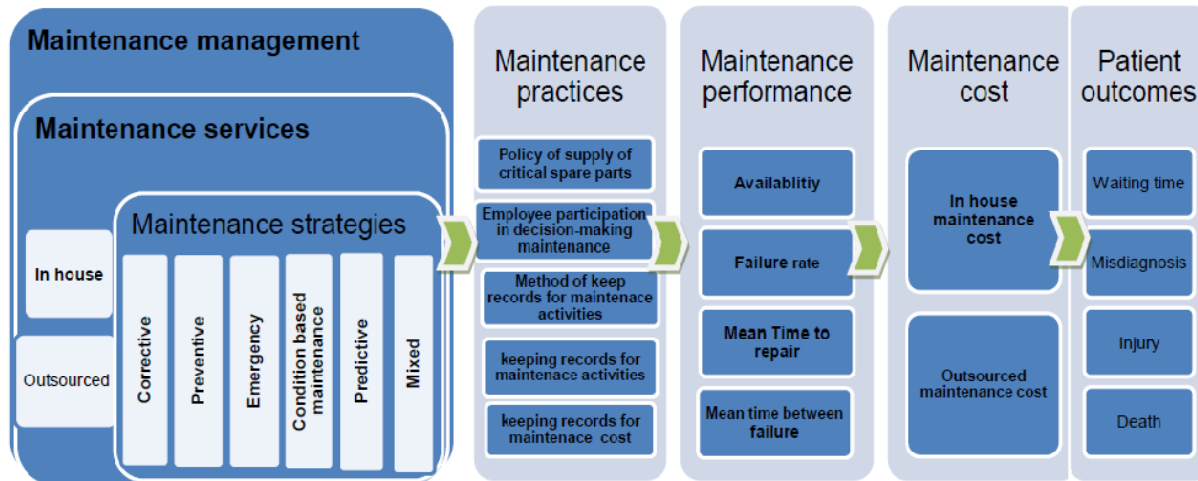 Maintenance management
Maintenance services
In house
Outsourced
Maintenance strategies
Corrective
Preventive
Emergency
Condition based
maintenance
Predictive
Mixed
Maintenance
practices
Policy of supply of
critical spare parts
Employee participation
in decision-making
maintenance
Method of keep
records for maintenace
activities
keeping records for
maintenace activities
keeping records for
maintenace cost
Maintenance
performance
Availablitiy
Failure rate
Mean Time to
repair
Mean time between
failure
Maintenance
cost
In house
maintenance
cost
Outsourced
maintenance cost
Patient
outcomes
Waiting time
Misdiagnosis
Injury
Death